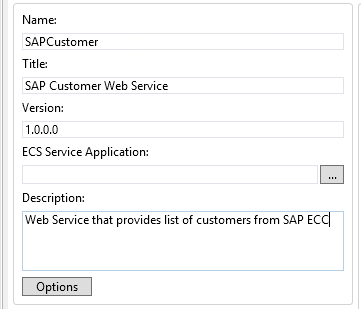 Name:
SAPCustomer
Title:
SAP Customer Web Service
Version:
1.0.0.0
ECS Service Application:
...
Description:
Web Service that provides list of customers from SAP ECC
Options